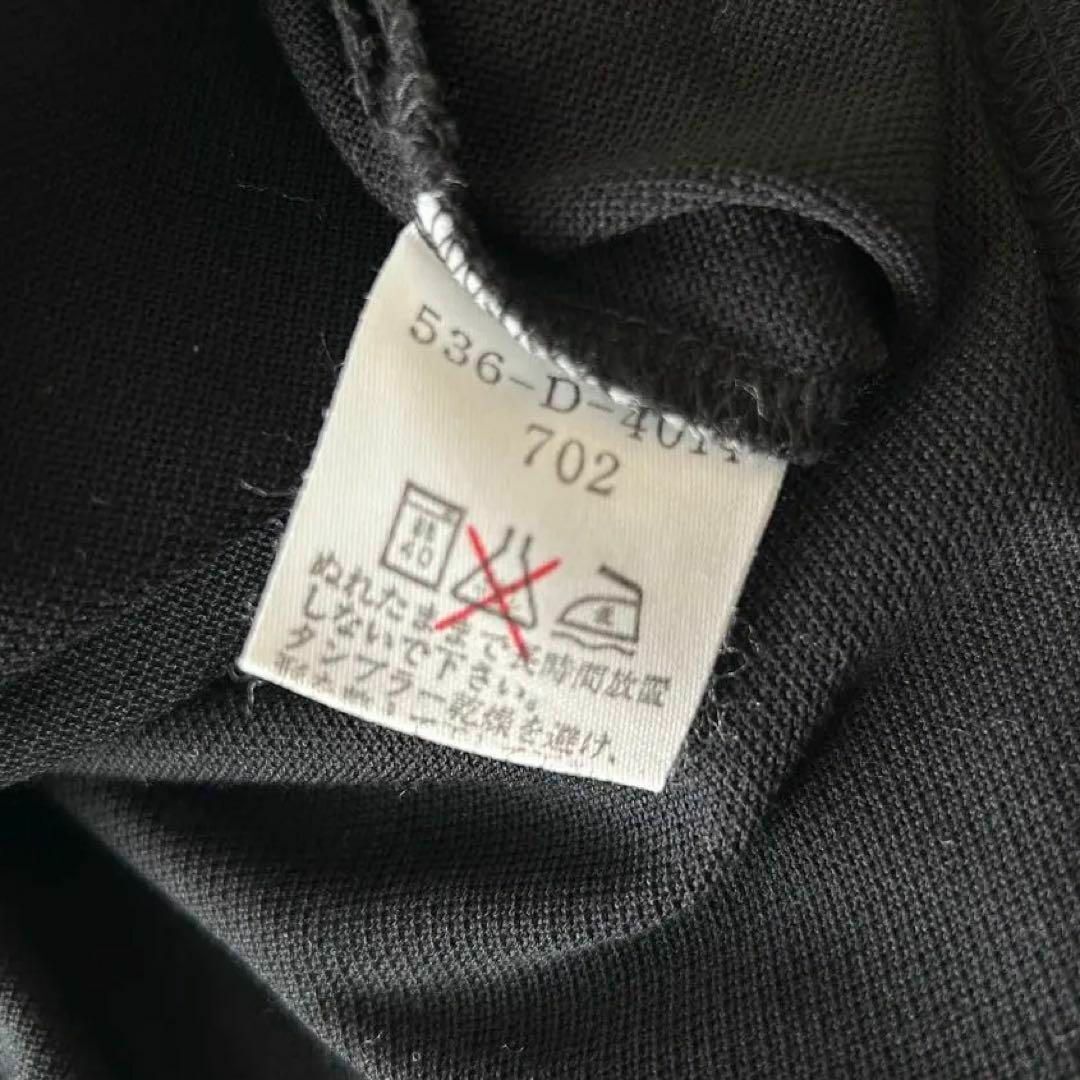 536-D-
702
40
ぬれたままで長時間放置
しないで下さい。
タンブラー乾燥を避け、